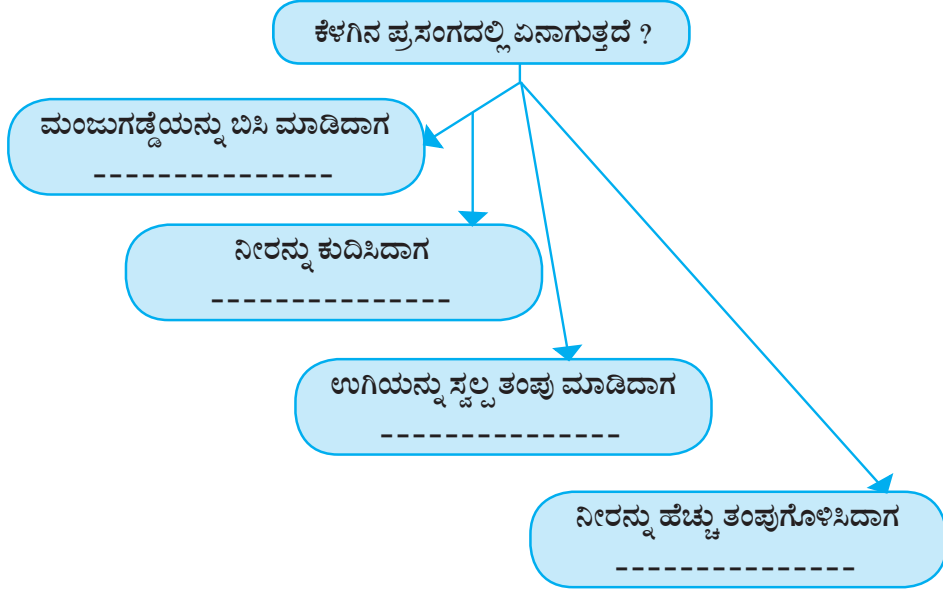 ಕೆಳಗಿನ ಪ್ರಸಂಗದಲ್ಲಿ ಏನಾಗುತ್ತದೆ ?
ಮಂಜುಗಡ್ಡೆಯನ್ನು ಬಿಸಿ ಮಾಡಿದಾಗ
---------------
ನೀರನ್ನು ಕುದಿಸಿದಾಗ
---------------
ಉಗಿಯನ್ನು ಸ್ವಲ್ಪ ತಂಪು ಮಾಡಿದಾಗ
---------------
ನೀರನ್ನು ಹೆಚ್ಚು ತಂಪುಗೊಳಿಸಿದಾಗ
---------------